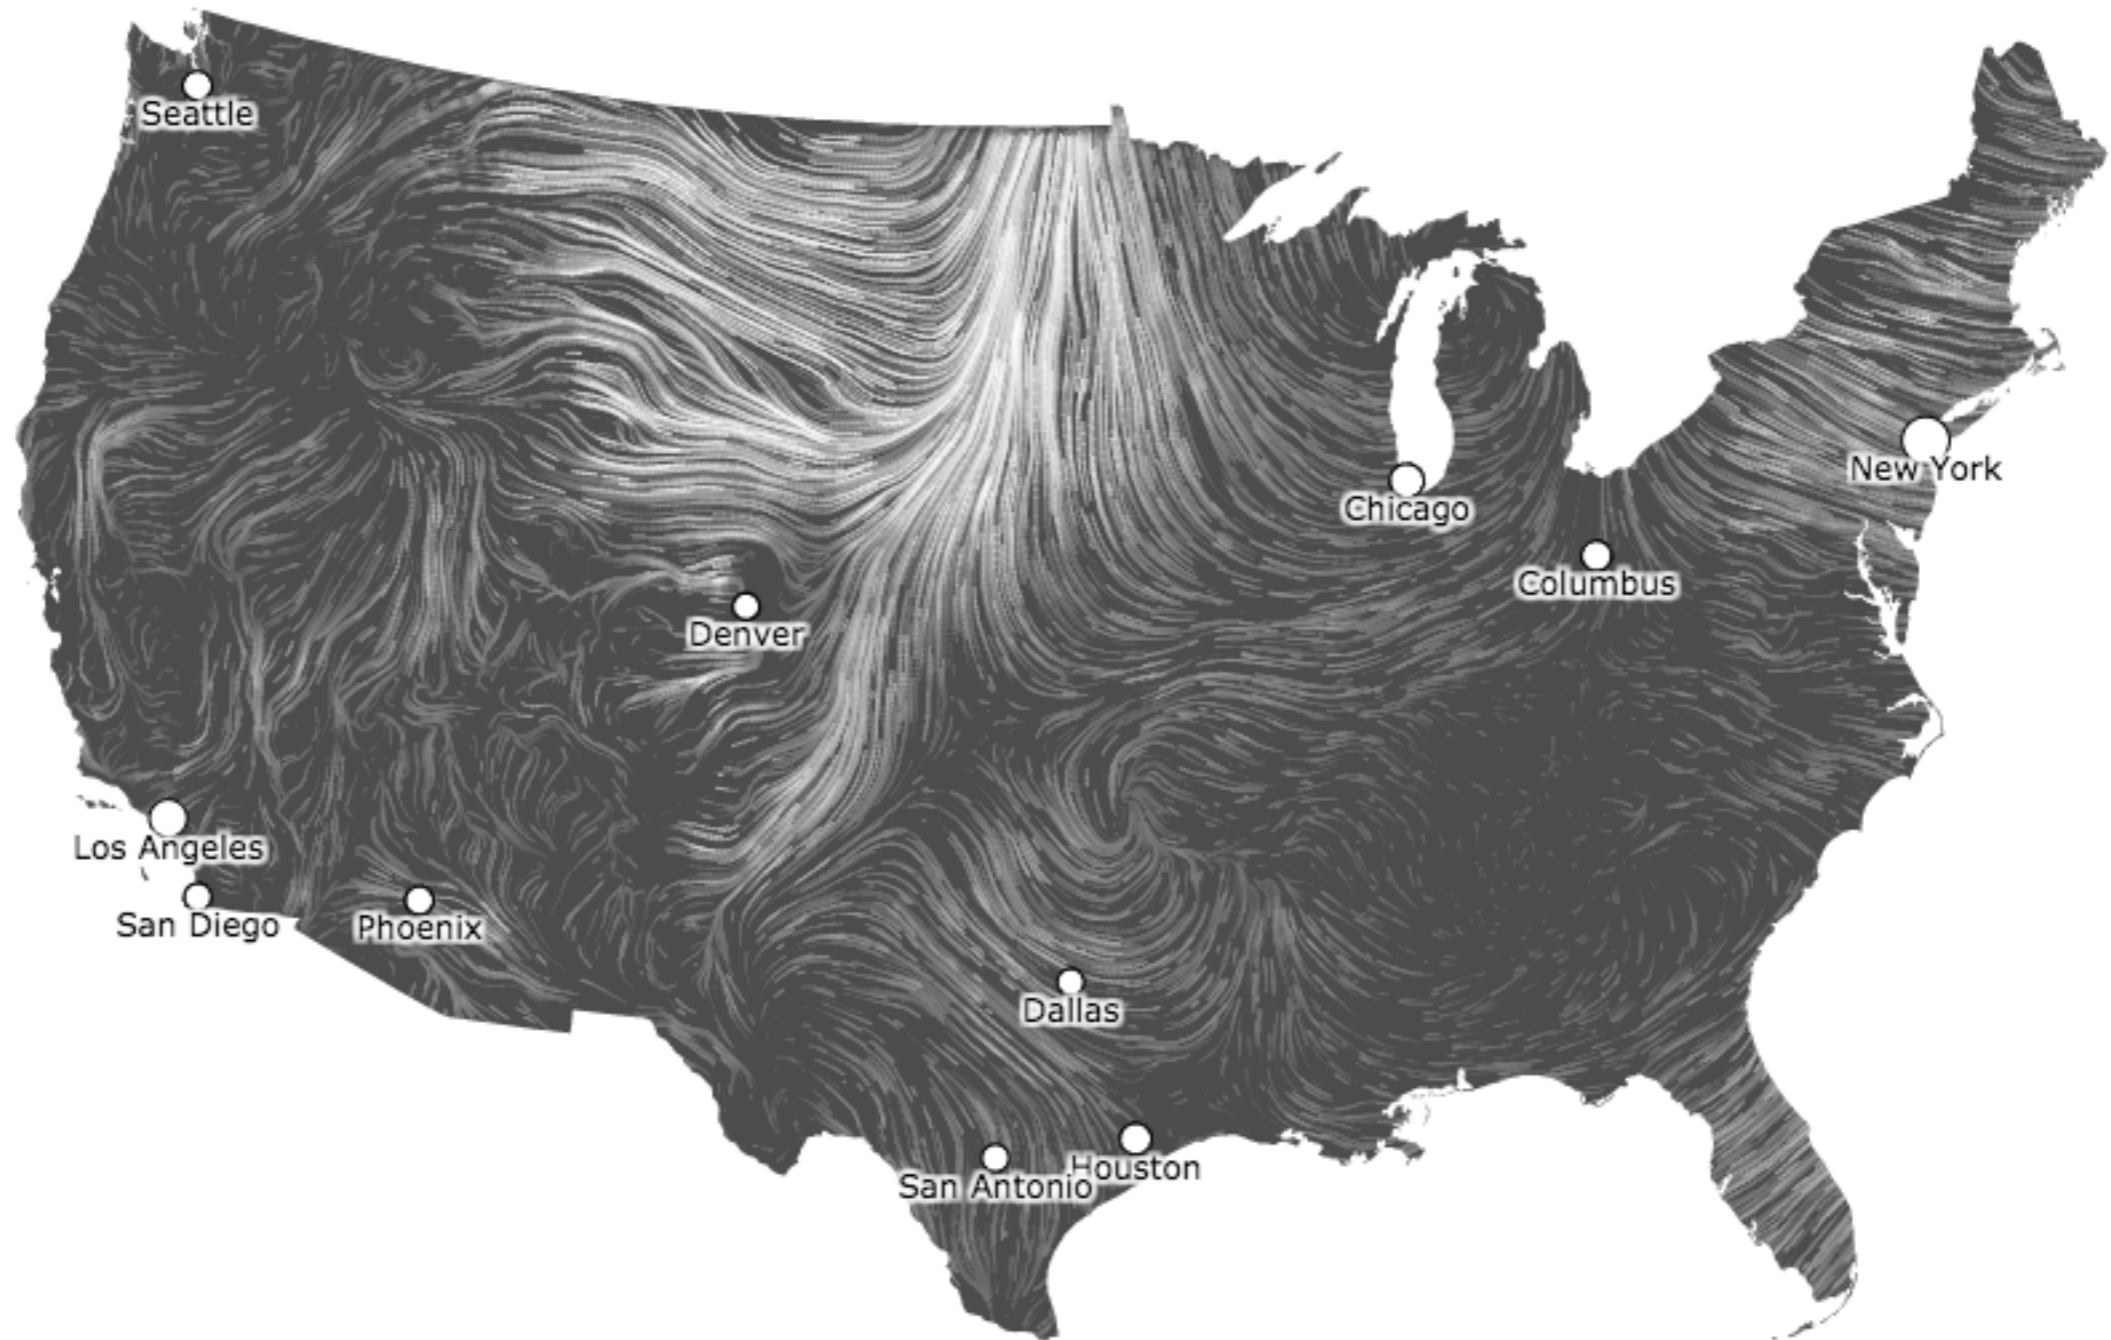 Seattle
New York
Chicago
Columbus
Denver
Los Angeles
San Diego
Phoenix
Dallas
Houston
San Antonio